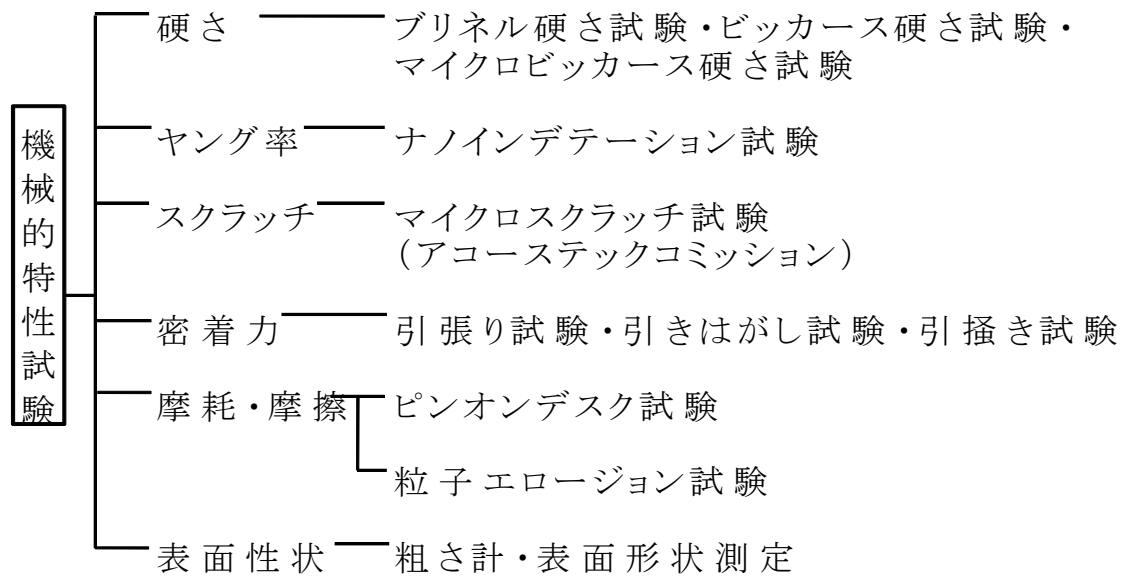 機械的特性試験
硬さ ブリネル硬さ試験・ビッカース硬さ試験・
マイクロビッカース硬さ試験
ヤング率 ナノインデテーション試験
スクラッチ マイクロスクラッチ試験
(アコーステックコミッション)
密着力 引張り試験・引きはがし試験・引掻き試験
摩耗・摩擦 ピンオンデスク試験
粒子エロージョン試験
表面性状 粗さ計・表面形状測定